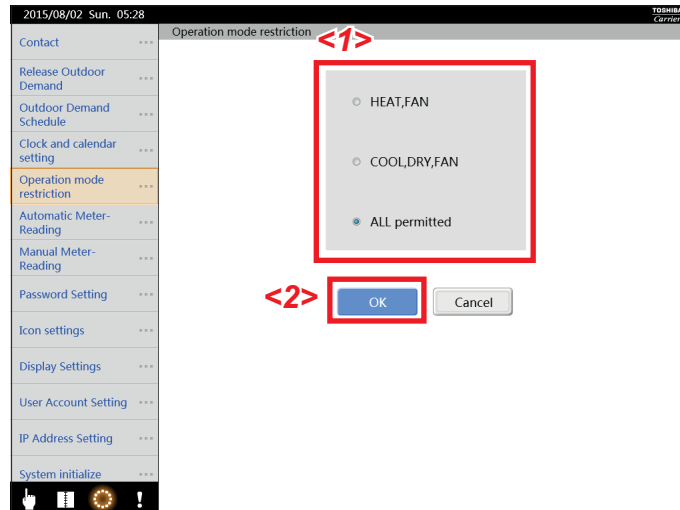 2015/08/02 Sun. 05:28
TOSHIBA
Carrier
Operation mode restriction
<1>
Contact
Release Outdoor
Demand
Outdoor Demand
Schedule
Clock and calendar
setting
Operation mode
restriction
Automatic Meter-
Reading
Manual Meter-
Reading
Password Setting
Icon settings
Display Settings
User Account Setting
IP Address Setting
System initialize
HEAT,FAN
COOL,DRY,FAN
ALL permitted
<2>
OK
Cancel